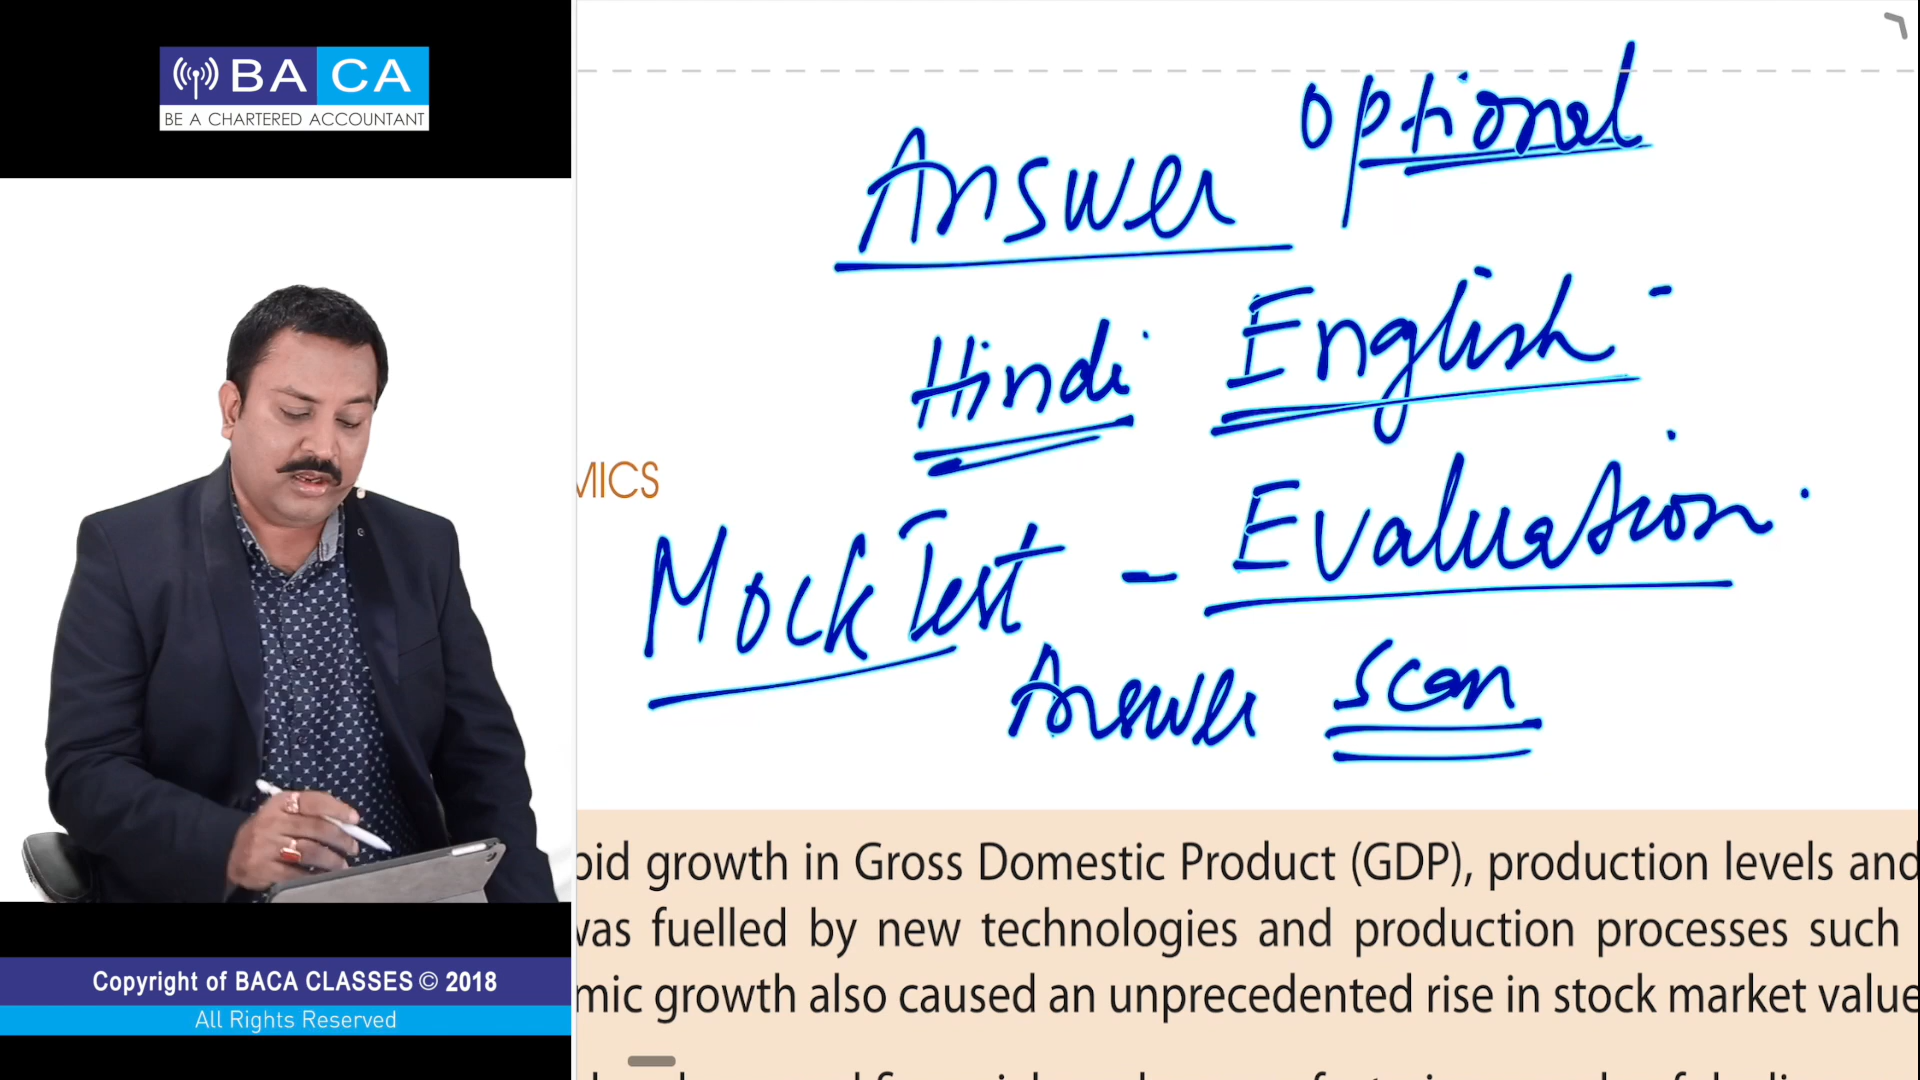 BA CA
BE A CHARTERED ACCOUNTANT
Optional
Answer
Hindi English -
MICS
Mock Test - Evaluation
Answer Scan
pid growth in Gross Domestic Product (GDP), production levels and
was fuelled by new technologies and production processes such
mic growth also caused an unprecedented rise in stock market value
Copyright of BACA CLASSES © 2018
All Rights Reserved